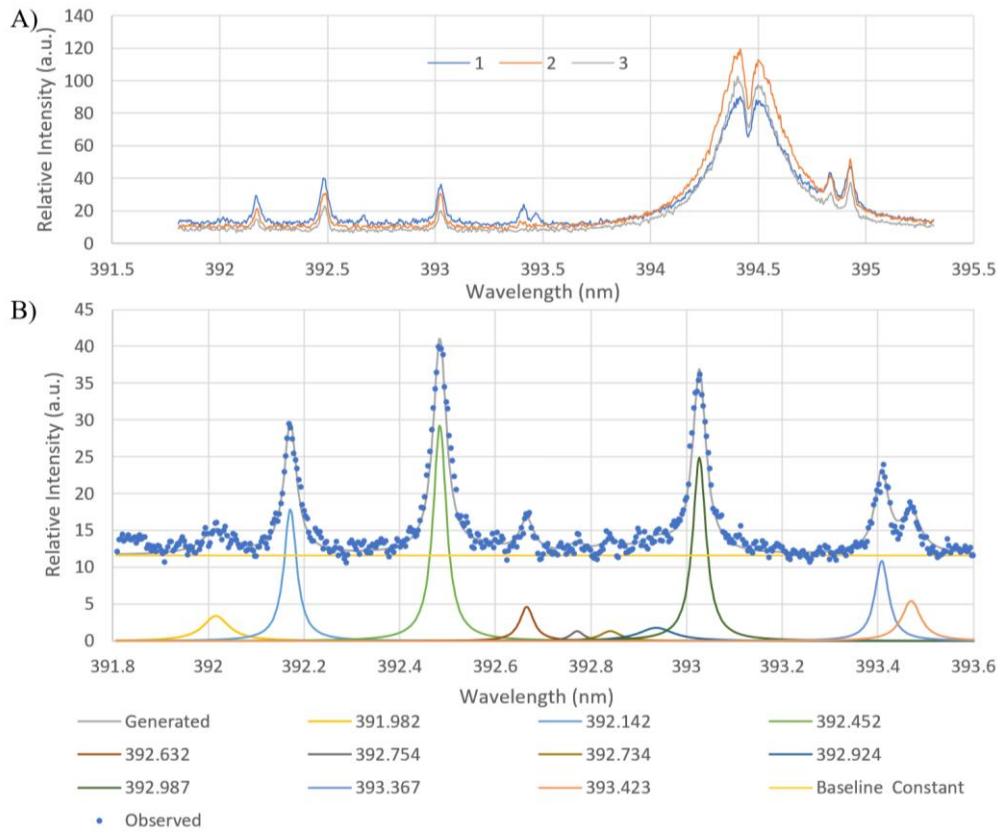 A)
Relative Intensity (a.u.)
140
120
100
80
60
40
20
0
1 2 3
391.5 392 392.5 393 393.5 394 394.5 395 395.5
Wavelength (nm)
B)
Relative Intensity (a.u.)
45
40
35
30
25
20
15
10
5
0
391.8 392 392.2 392.4 392.6 392.8 393 393.2 393.4 393.6
Wavelength (nm)
Generated 391.982 392.142 392.452
392.632 392.754 392.734 392.924
392.987 393.367 393.423 Baseline Constant
Observed